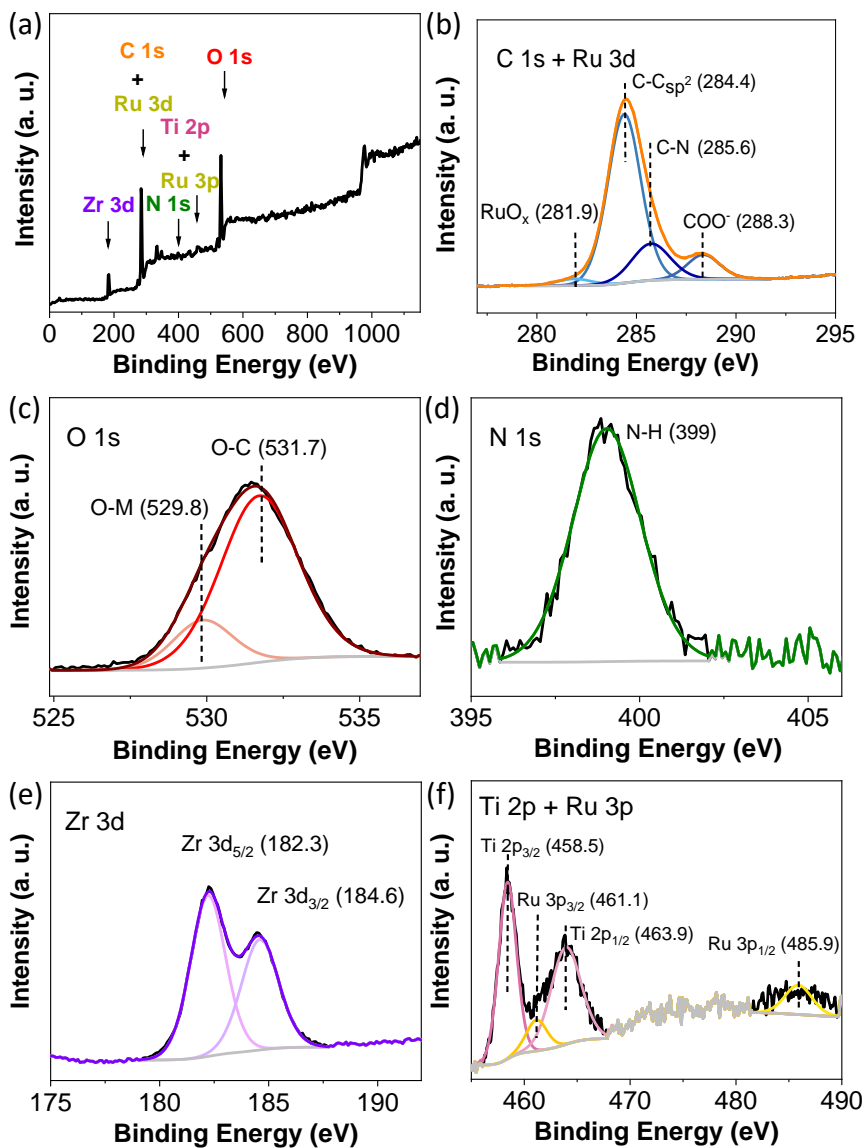 (a)
C 1s
+
Ru 3d
O 1s
Ti 2p
+
Ru 3p
Zr 3d
N 1s
Intensity (a. u.)
0 200 400 600 800 1000
Binding Energy (eV)
(b)
C 1s + Ru 3d
C-Csp² (284.4)
C-N (285.6)
RuOₓ (281.9)
COO⁻ (288.3)
Intensity (a. u.)
280 285 290 295
Binding Energy (eV)
(c)
O 1s
O-C (531.7)
O-M (529.8)
Intensity (a. u.)
525 530 535
Binding Energy (eV)
(d)
N 1s
N-H (399)
Intensity (a. u.)
395 400 405
Binding Energy (eV)
(e)
Zr 3d
Zr 3d₅/₂ (182.3)
Zr 3d₃/₂ (184.6)
Intensity (a. u.)
175 180 185 190
Binding Energy (eV)
(f)
Ti 2p + Ru 3p
Ti 2p₃/₂ (458.5)
Ru 3p₃/₂ (461.1)
Ti 2p₁/₂ (463.9)
Ru 3p₁/₂ (485.9)
Intensity (a. u.)
460 470 480 490
Binding Energy (eV)